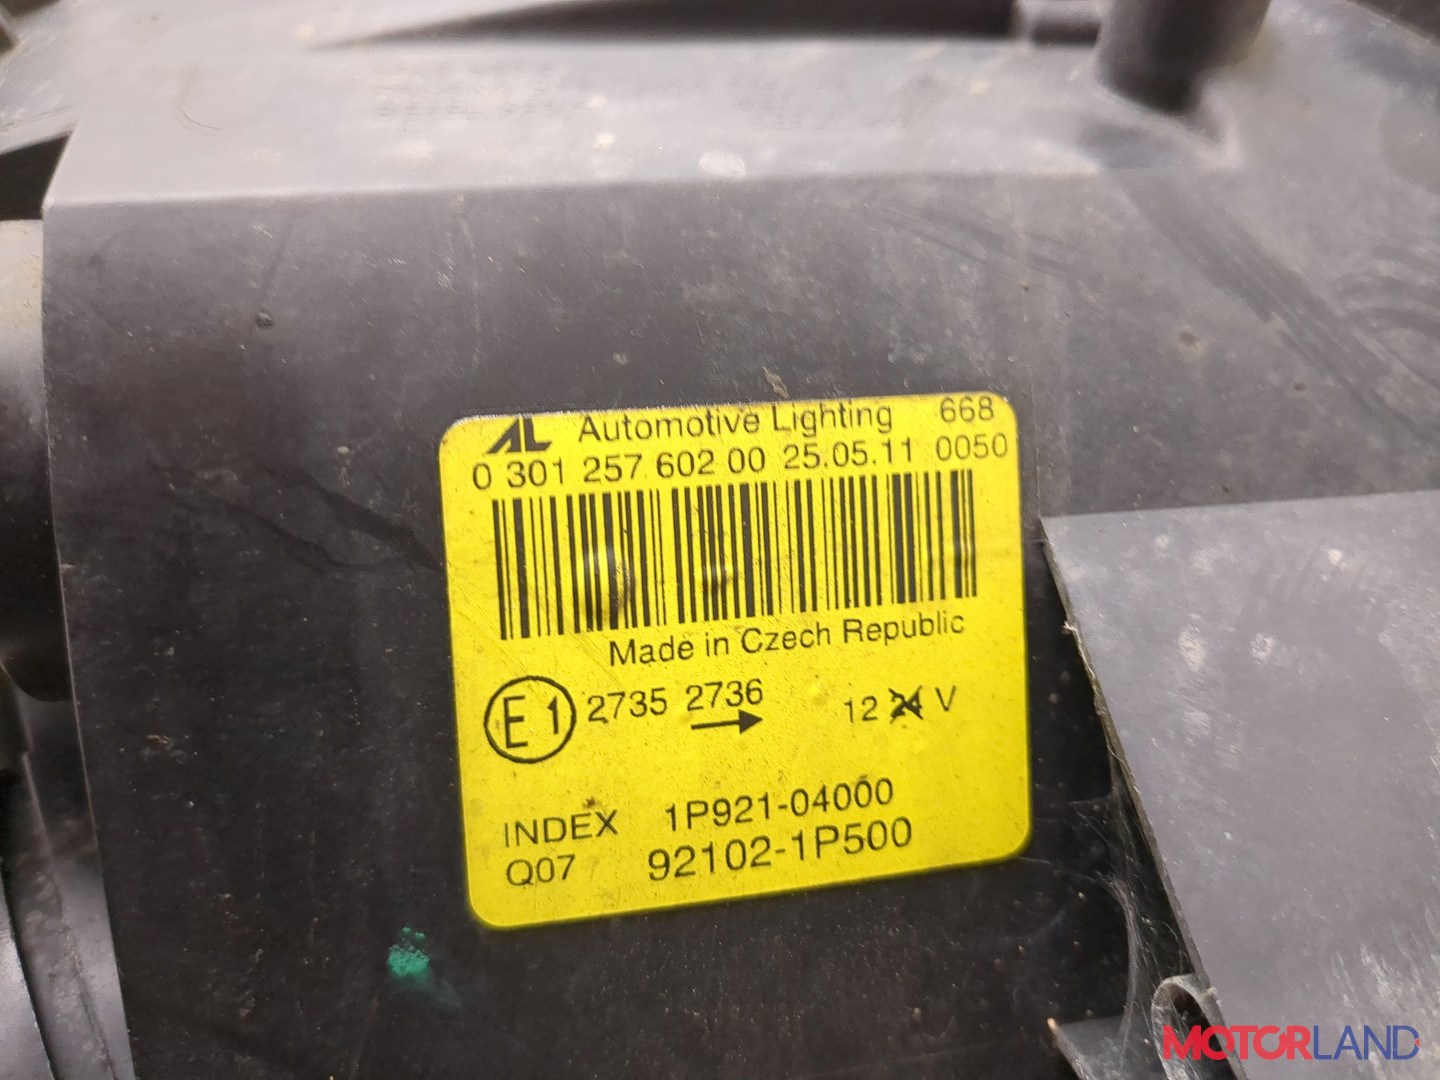 AL Automotive Lighting 668
0 301 257 602 00 25.05.11 0050
Made in Czech Republic
E1 2735 2736 12 24 V
INDEX 1P921-04000
Q07 92102-1P500
MOTORLAND